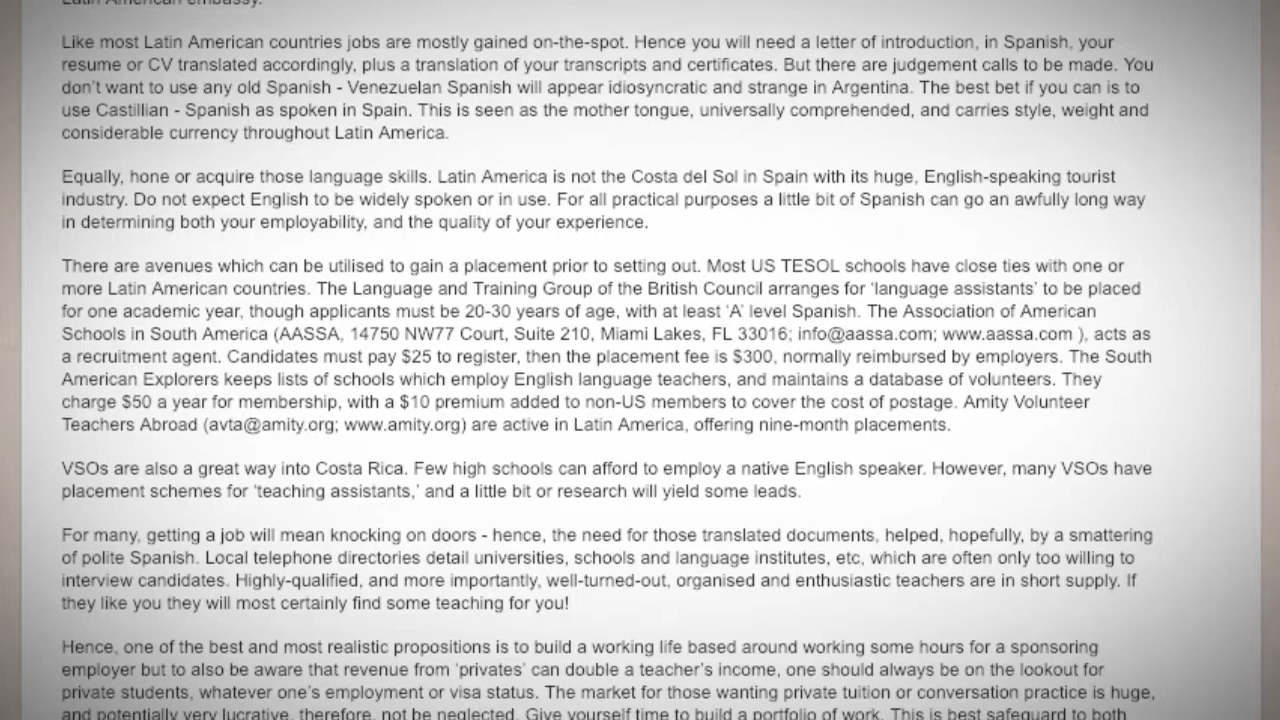 Latin American embassy.
Like most Latin American countries jobs are mostly gained on-the-spot. Hence you will need a letter of introduction, in Spanish, your
resume or CV translated accordingly, plus a translation of your transcripts and certificates. But there are judgement calls to be made. You
don't want to use any old Spanish - Venezuelan Spanish will appear idiosyncratic and strange in Argentina. The best bet if you can is to
use Castillian - Spanish as spoken in Spain. This is seen as the mother tongue, universally comprehended, and carries style, weight and
considerable currency throughout Latin America.
Equally, hone or acquire those language skills. Latin America is not the Costa del Sol in Spain with its huge, English-speaking tourist
industry. Do not expect English to be widely spoken or in use. For all practical purposes a little bit of Spanish can go an awfully long way
in determining both your employability, and the quality of your experience.
There are avenues which can be utilised to gain a placement prior to setting out. Most US TESOL schools have close ties with one or
more Latin American countries. The Language and Training Group of the British Council arranges for 'language assistants' to be placed
for one academic year, though applicants must be 20-30 years of age, with at least 'A' level Spanish. The Association of American
Schools in South America (AASSA, 14750 NW77 Court, Suite 210, Miami Lakes, FL 33016; info@aassa.com; www.aassa.com ), acts as
a recruitment agent. Candidates must pay $25 to register, then the placement fee is $300, normally reimbursed by employers. The South
American Explorers keeps lists of schools which employ English language teachers, and maintains a database of volunteers. They
charge $50 a year for membership, with a $10 premium added to non-US members to cover the cost of postage. Amity Volunteer
Teachers Abroad (avta@amity.org; www.amity.org) are active in Latin America, offering nine-month placements.
VSOs are also a great way into Costa Rica. Few high schools can afford to employ a native English speaker. However, many VSOs have
placement schemes for 'teaching assistants,' and a little bit or research will yield some leads.
For many, getting a job will mean knocking on doors - hence, the need for those translated documents, helped, hopefully, by a smattering
of polite Spanish. Local telephone directories detail universities, schools and language institutes, etc, which are often only too willing to
interview candidates. Highly-qualified, and more importantly, well-turned-out, organised and enthusiastic teachers are in short supply. If
they like you they will most certainly find some teaching for you!
Hence, one of the best and most realistic propositions is to build a working life based around working some hours for a sponsoring
employer but to also be aware that revenue from 'privates' can double a teacher's income, one should always be on the lookout for
private students, whatever one's employment or visa status. The market for those wanting private tuition or conversation practice is huge,
and potentially very lucrative, therefore, not be neglected. Give yourself time to build a portfolio of work. This is best safeguard to both